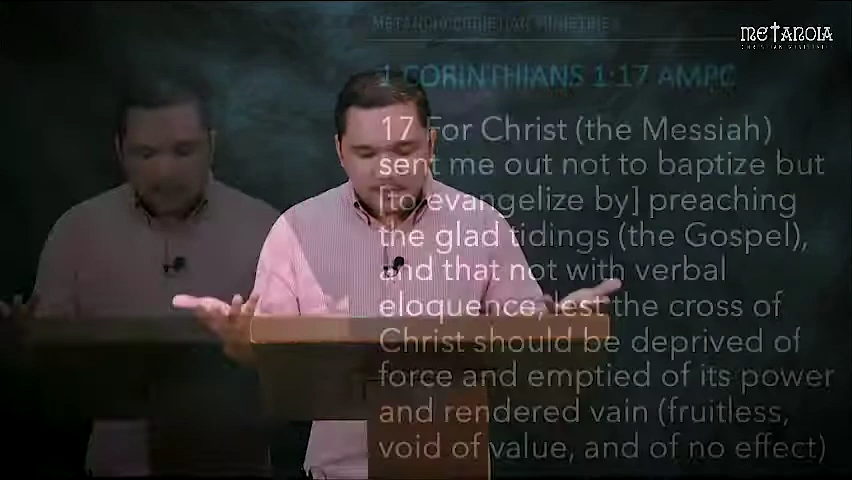 METANOIA CHRISTIAN MINISTRIES
METANOIA
CHRISTIAN MINISTRIES
1 CORINTHIANS 1:17 AMPC
17 For Christ (the Messiah)
sent me out not to baptize but
[to evangelize by] preaching
the glad tidings (the Gospel),
and that not with verbal
eloquence, lest the cross of
Christ should be deprived of
force and emptied of its power
and rendered vain (fruitless,
void of value, and of no effect)